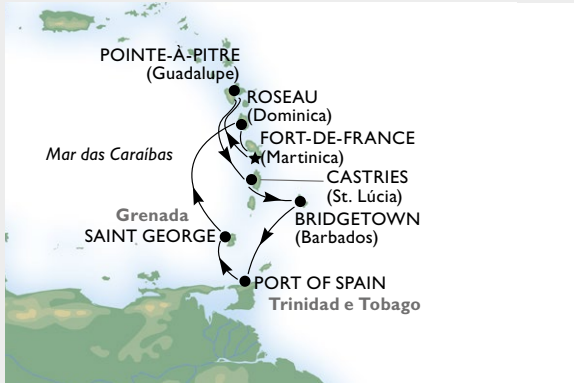 POINTE-À-PITRE
(Guadalupe)
ROSEAU
(Dominica)
FORT-DE-FRANCE
(Martinica)
Mar das Caraíbas
CASTRIES
(St. Lúcia)
Grenada
SAINT GEORGE
BRIDGETOWN
(Barbados)
PORT OF SPAIN
Trinidad e Tobago